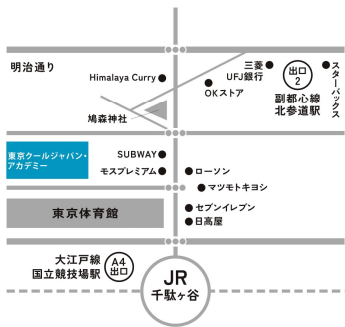 明治通り
Himalaya Curry
三菱
UFJ銀行
出口
2
スターバックス
OKストア
副都心線
北参道駅
鳩森神社
東京クールジャパン・
アカデミー
SUBWAY
モスプレミアム
ローソン
マツモトキヨシ
東京体育館
セブンイレブン
日高屋
大江戸線
国立競技場駅
A4
出口
JR
千駄ヶ谷